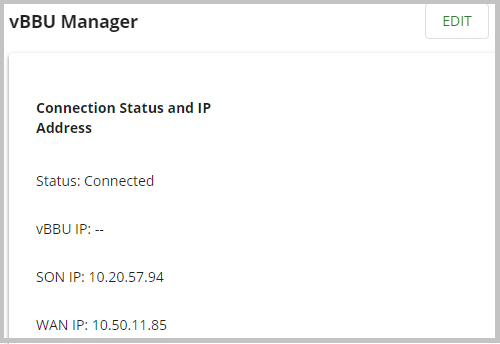 vBBU Manager
EDIT
Connection Status and IP
Address
Status: Connected
vBBU IP: --
SON IP: 10.20.57.94
WAN IP: 10.50.11.85